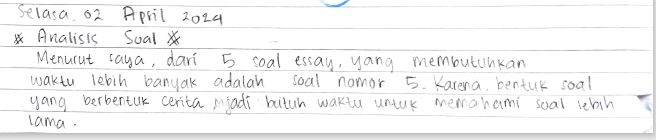 Selasa, 02 April 2024
* Analisis Soal *
Menurut saya, dari 5 soal essay, yang membutuhkan
waktu lebih banyak adalah soal nomor 5. Karena, bentuk soal
yang berbentuk cerita mjadi butuh waktu untuk memahami soal lebih
lama.